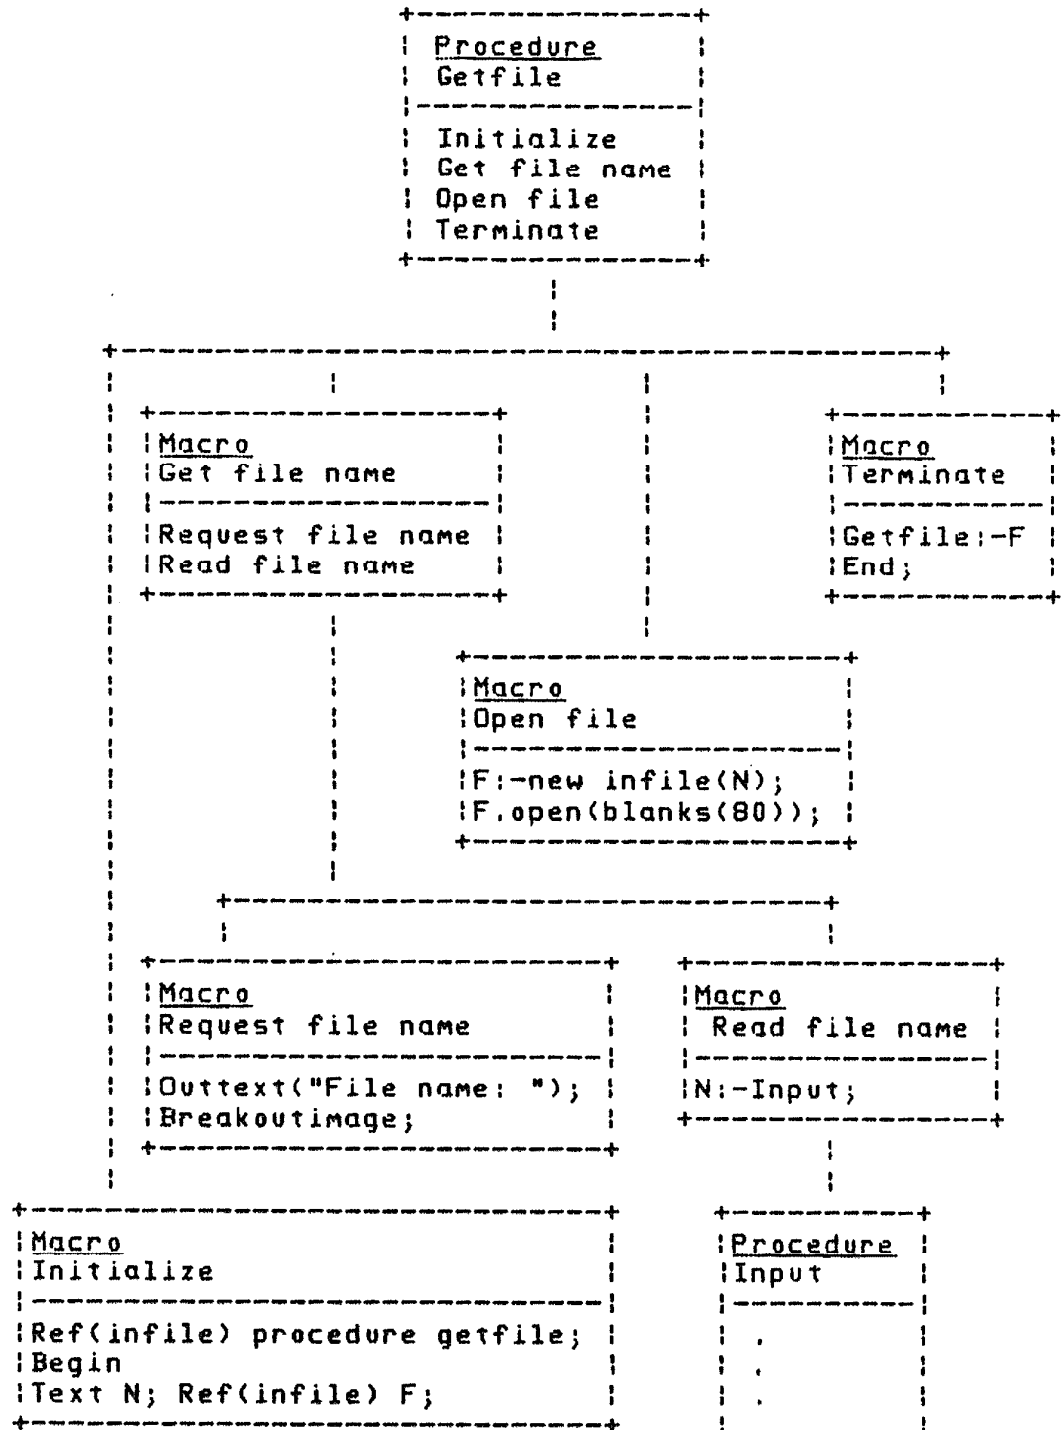 Procedure
Getfile
Initialize
Get file name
Open file
Terminate
Macro
Get file name
Request file name
Read file name
Macro
Terminate
Getfile:-F
End;
Macro
Open file
F:-new infile(N);
F.open(blanks(80));
Macro
Request file name
Outtext("File name: ");
Breakoutimage;
Macro
Read file name
N:-Input;
Macro
Initialize
Ref(infile) procedure getfile;
Begin
Text N; Ref(infile) F;
Procedure
Input
.
.
.